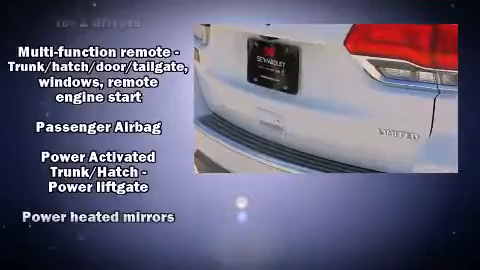 Multi-function remote -
Trunk/hatch/door/tailgate,
windows, remote
engine start
Passenger Airbag
Power Activated
Trunk/Hatch -
Power liftgate
Power heated mirrors
LIMITED